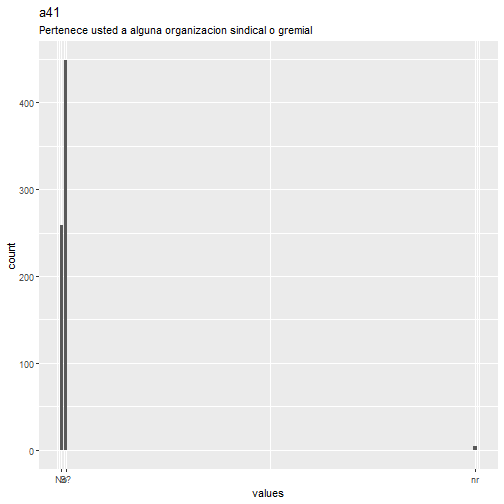 a41
Pertenece usted a alguna organizacion sindical o gremial
count
400
300
200
100
0
nr
values